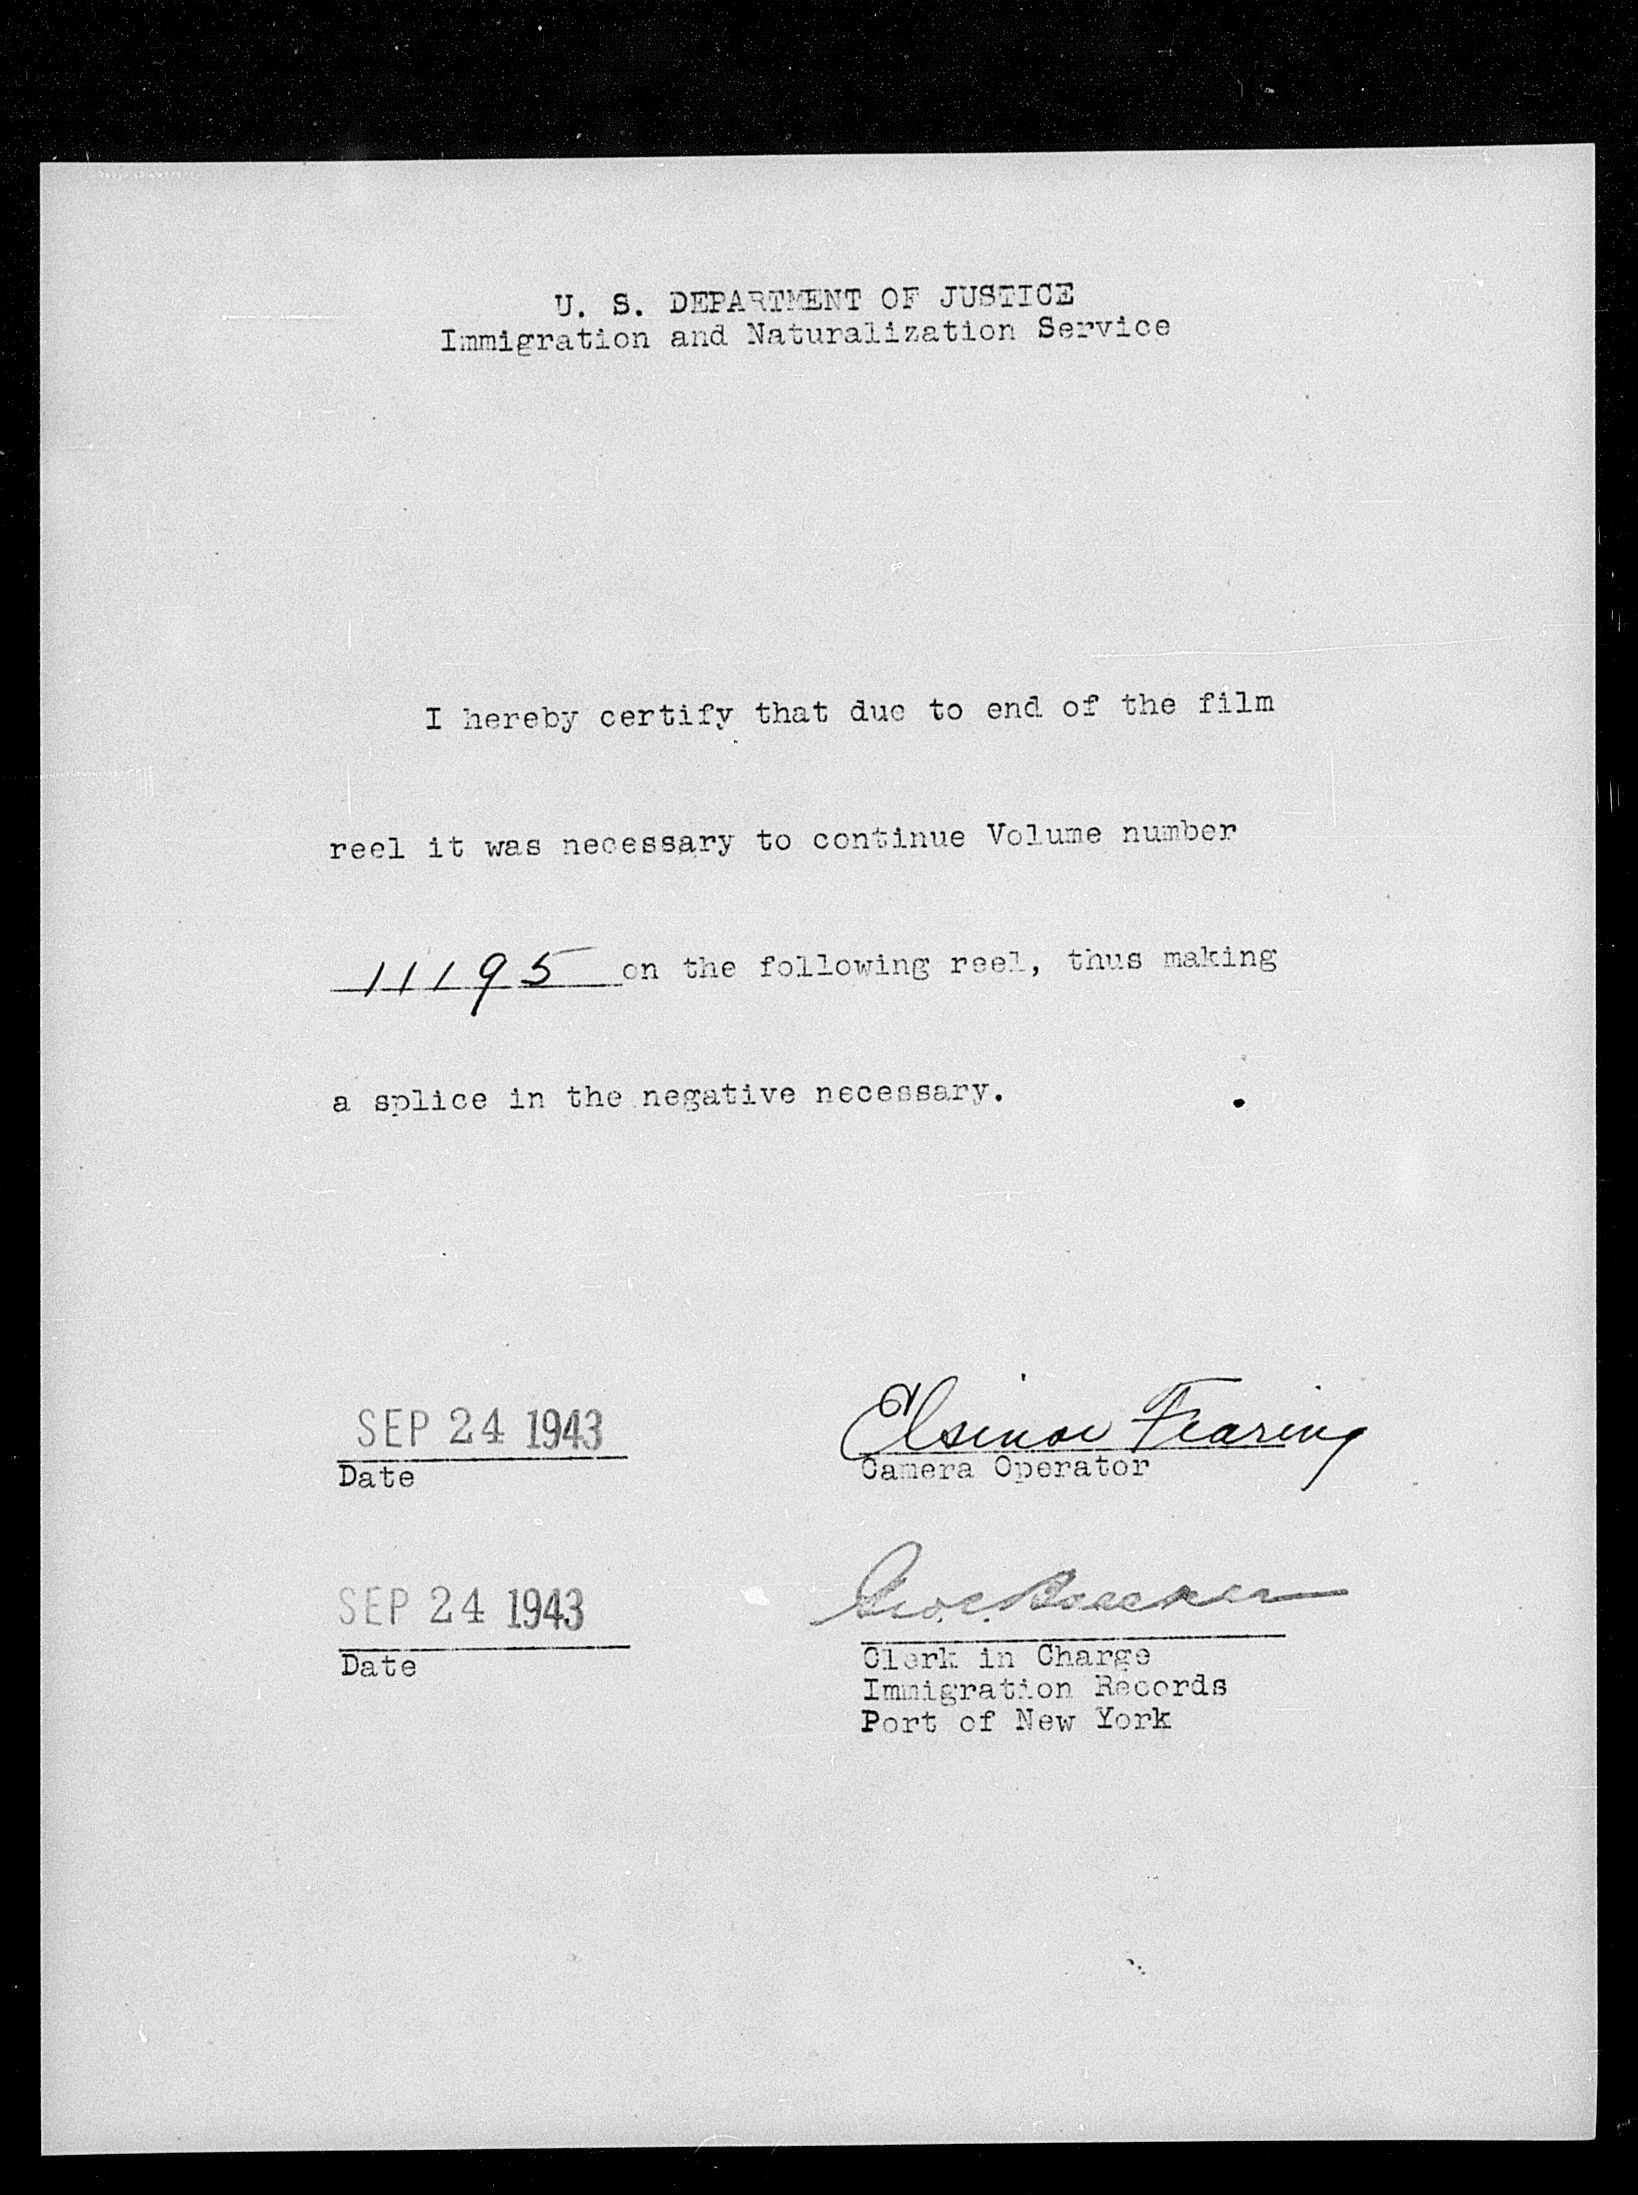 U. S. DEPARTMENT OF JUSTICE
Immigration and Naturalization Service
I hereby certify that due to end of the film
reel it was necessary to continue Volume number
11195 on the following reel, thus making
a splice in the negative necessary.
SEP 24 1943
Date
Elsinoe Fearing
Camera Operator
SEP 24 1943
Date
Clerk in Charge
Immigration Records
Port of New York